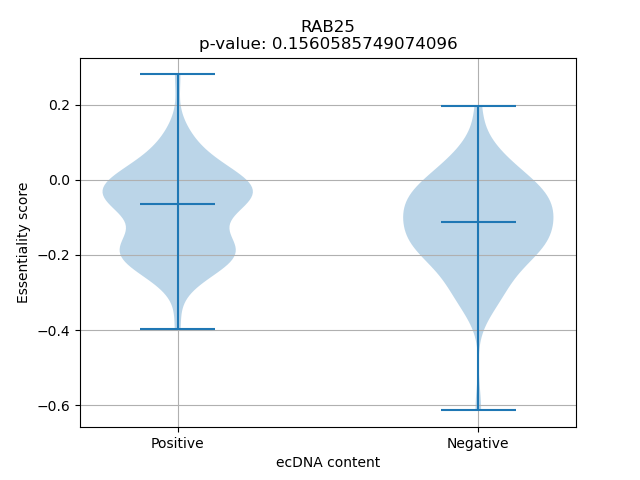 RAB25
p-value: 0.1560585749074096
Essentiality score
0.2
0.0
−0.2
−0.4
−0.6
Positive
Negative
ecDNA content